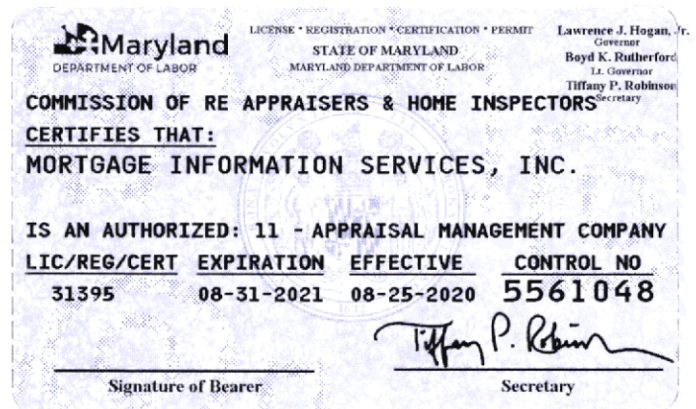 Maryland
DEPARTMENT OF LABOR
LICENSE * REGISTRATION * CERTIFICATION * PERMIT
STATE OF MARYLAND
MARYLAND DEPARTMENT OF LABOR
Lawrence J. Hogan, Jr.
Governor
Boyd K. Rutherford
Lt. Governor
Tiffany P. Robinson
Secretary
COMMISSION OF RE APPRAISERS & HOME INSPECTORS
CERTIFIES THAT:
MORTGAGE INFORMATION SERVICES, INC.
IS AN AUTHORIZED: 11 - APPRAISAL MANAGEMENT COMPANY
LIC/REG/CERT EXPIRATION EFFECTIVE CONTROL NO
31395 08-31-2021 08-25-2020 5561048
Tiffany P. Robinson
Signature of Bearer Secretary